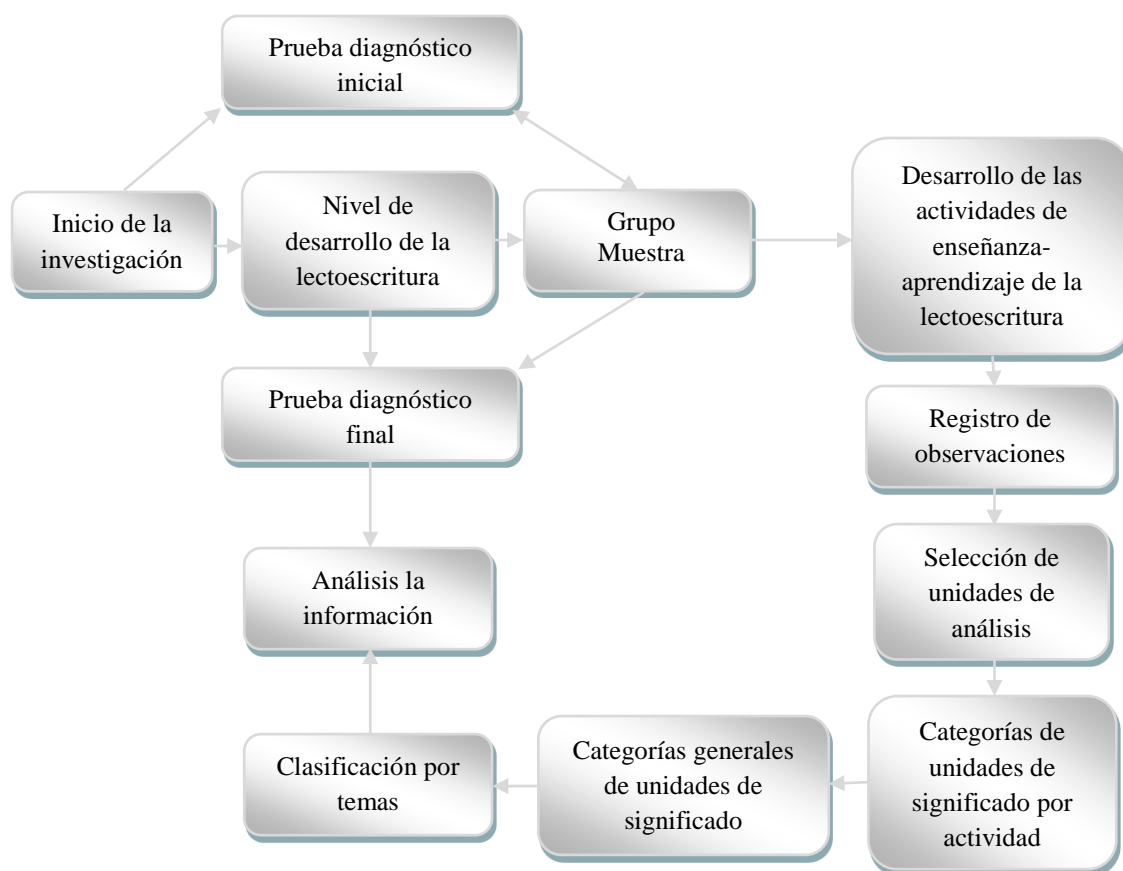 Prueba diagnóstico
inicial
Inicio de la
investigación
Nivel de
desarrollo de la
lectoescritura
Grupo
Muestra
Desarrollo de las
actividades de
enseñanza-
aprendizaje de la
lectoescritura
Prueba diagnóstico
final
Registro de
observaciones
Análisis la
información
Selección de
unidades de
análisis
Clasificación por
temas
Categorías generales
de unidades de
significado
Categorías de
unidades de
significado por
actividad